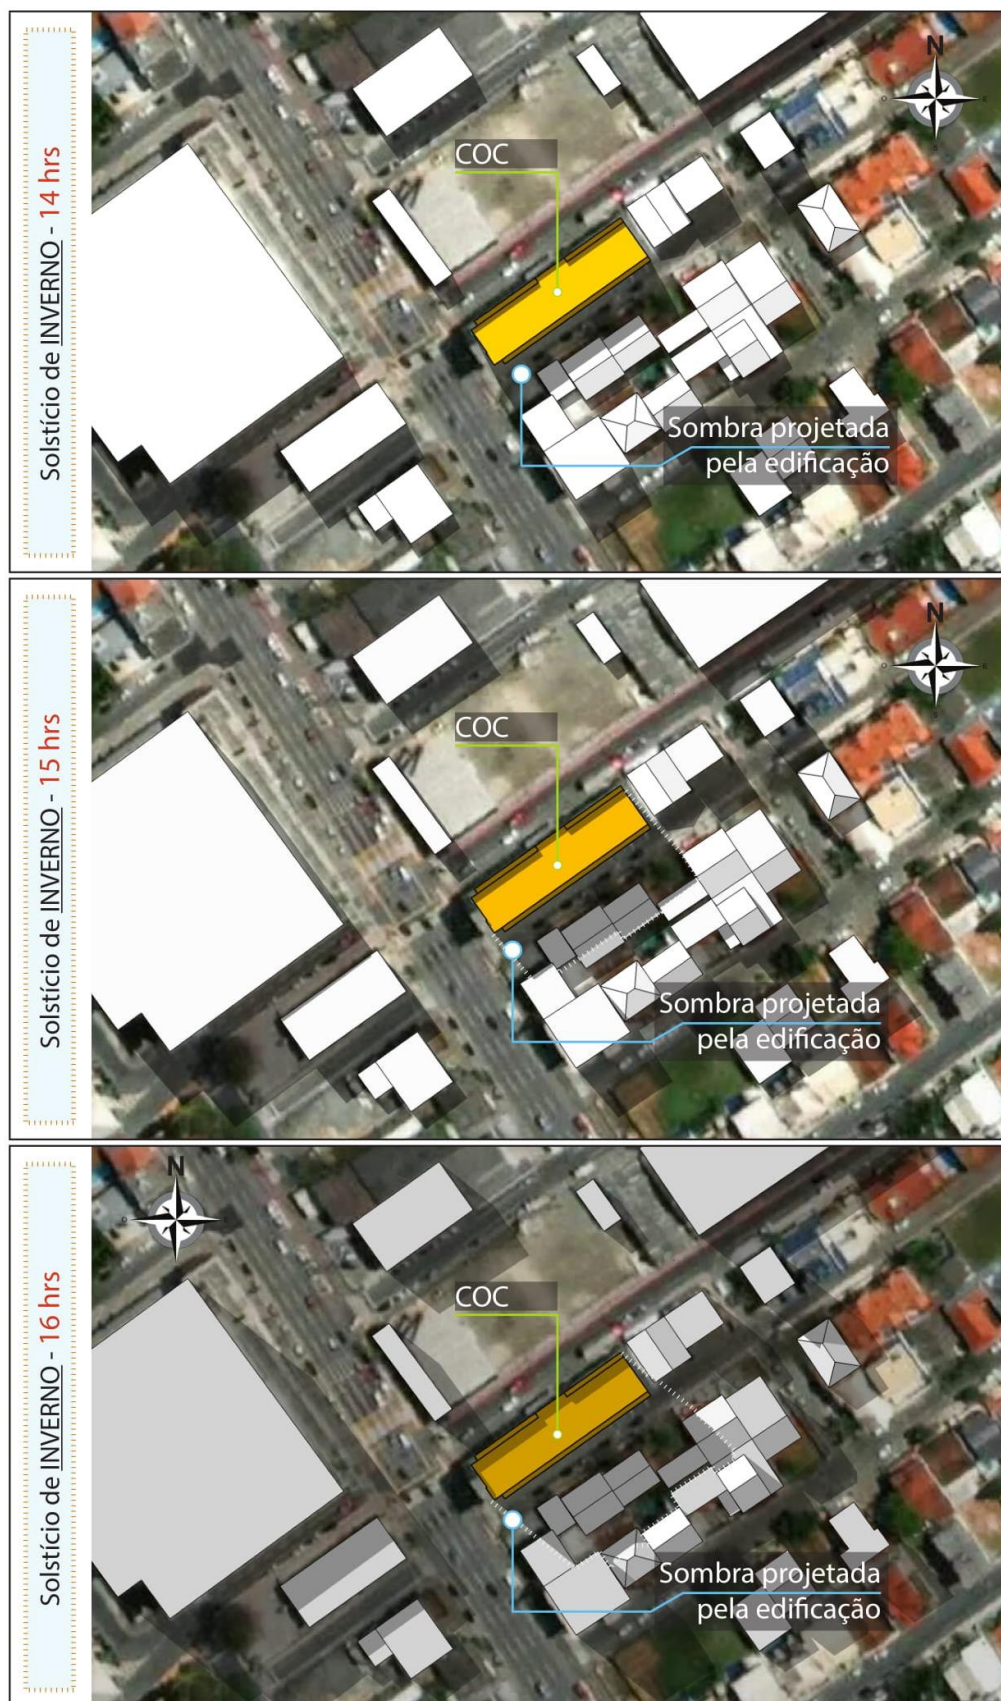 Solstício de INVERNO - 14 hrs
N
COC
Sombra projetada
pela edificação
Solstício de INVERNO - 15 hrs
N
COC
Sombra projetada
pela edificação
Solstício de INVERNO - 16 hrs
N
COC
Sombra projetada
pela edificação